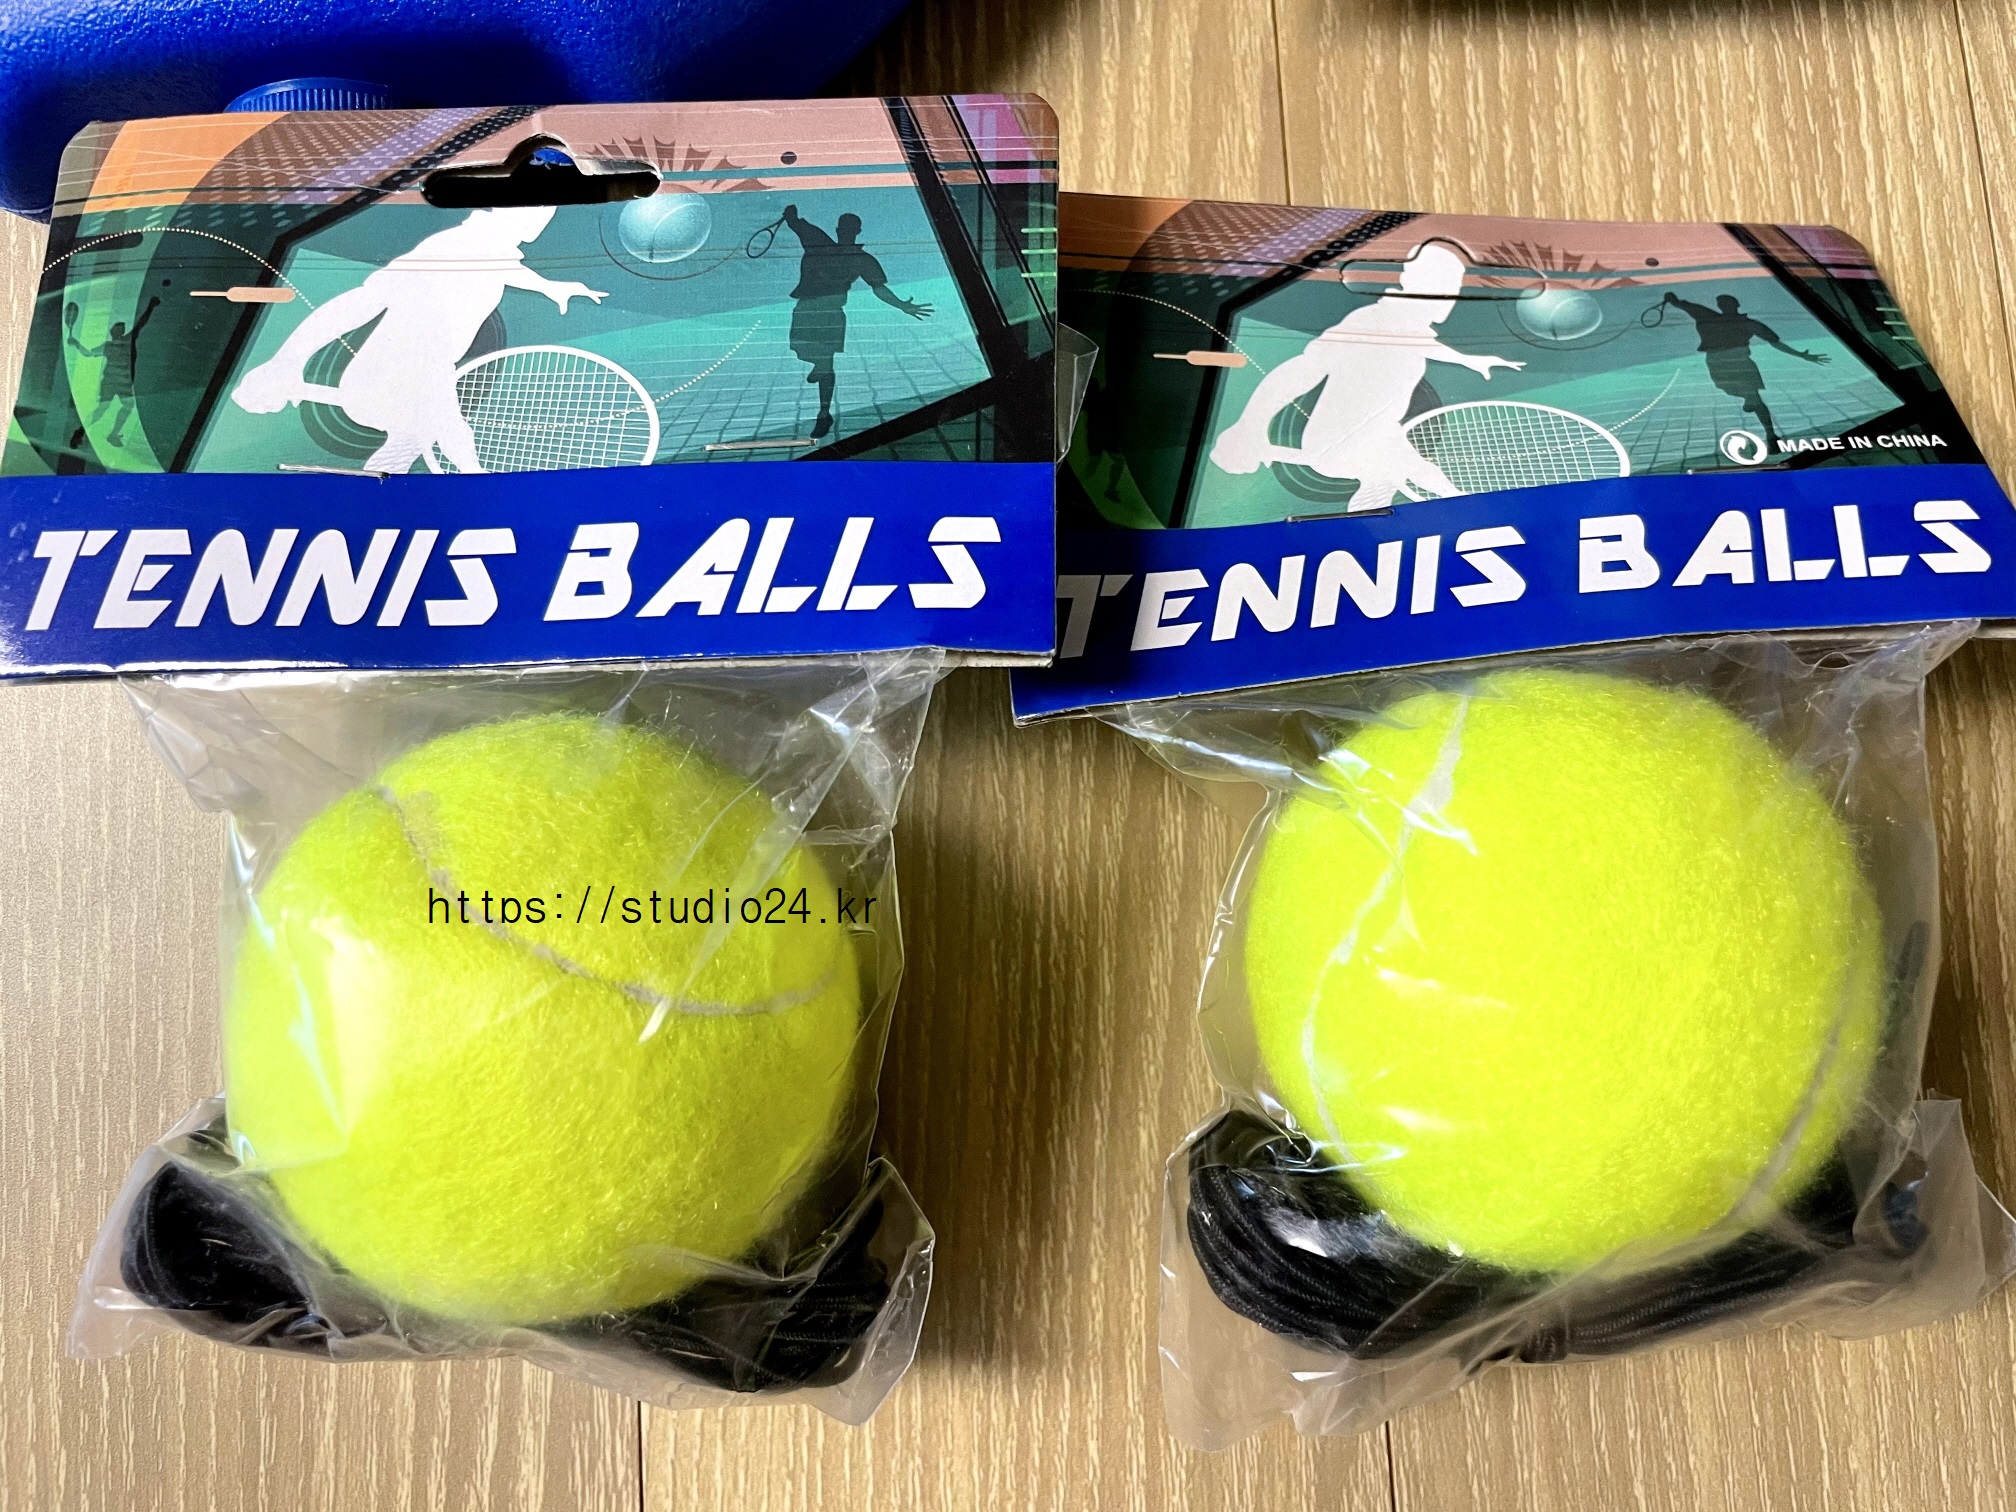 TENNIS BALLS
MADE IN CHINA
TENNIS BALLS
https://studio24.kr